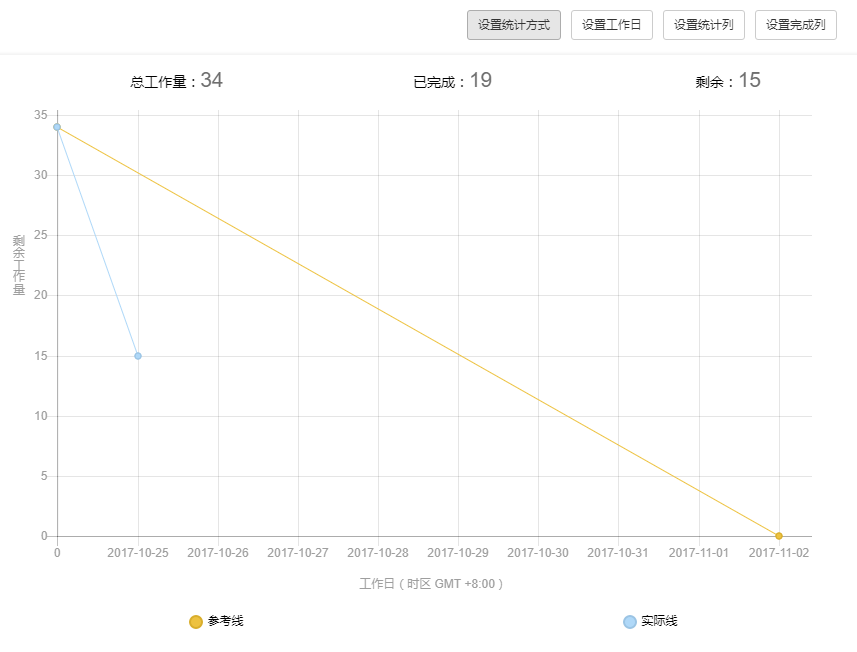 设置统计方式 设置工作日 设置统计列 设置完成列
总工作量：34 已完成：19 剩余：15
35
30
25
20
15
10
5
0
剩余工作量
0 2017-10-25 2017-10-26 2017-10-27 2017-10-28 2017-10-29 2017-10-30 2017-10-31 2017-11-01 2017-11-02
工作日 ( 时区 GMT +8:00 )
参考线 实际线